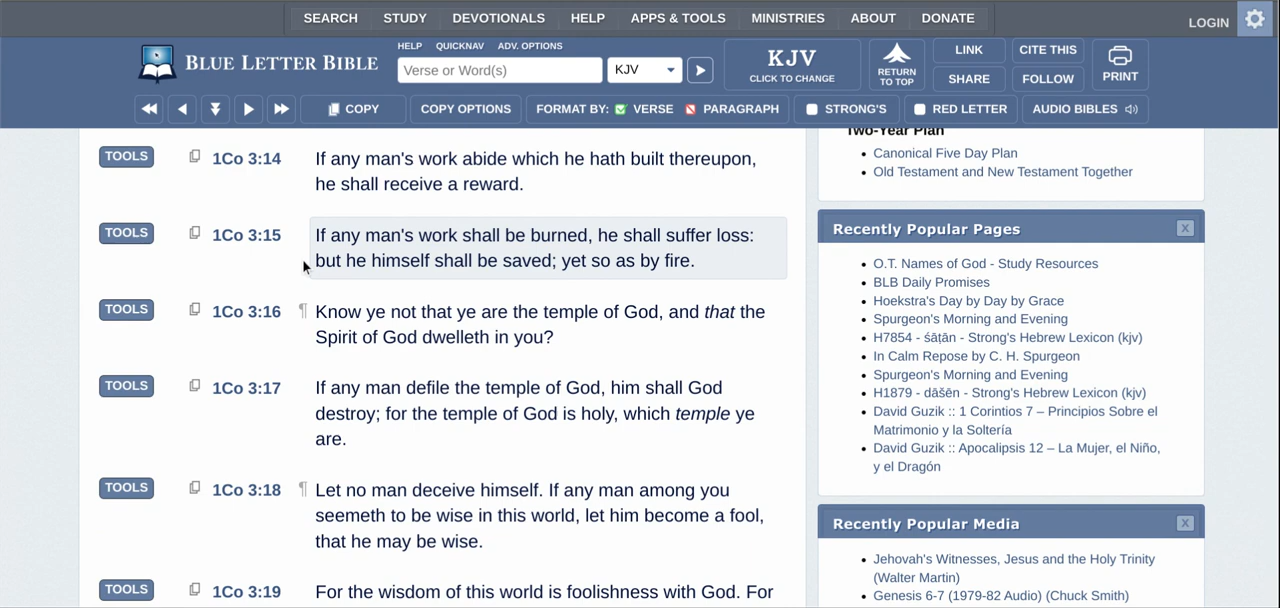 SEARCH STUDY DEVOTIONALS HELP APPS & TOOLS MINISTRIES ABOUT DONATE LOGIN
BLUE LETTER BIBLE
HELP QUICKNAV ADV. OPTIONS
Verse or Word(s) KJV
KJV
CLICK TO CHANGE
RETURN
TO TOP
LINK CITE THIS
SHARE FOLLOW
PRINT
COPY COPY OPTIONS FORMAT BY: VERSE PARAGRAPH STRONG'S RED LETTER AUDIO BIBLES
TOOLS 1Co 3:14 If any man's work abide which he hath built thereupon,
he shall receive a reward.
TOOLS 1Co 3:15 If any man's work shall be burned, he shall suffer loss:
but he himself shall be saved; yet so as by fire.
TOOLS 1Co 3:16 ¶ Know ye not that ye are the temple of God, and that the
Spirit of God dwelleth in you?
TOOLS 1Co 3:17 If any man defile the temple of God, him shall God
destroy; for the temple of God is holy, which temple ye
are.
TOOLS 1Co 3:18 ¶ Let no man deceive himself. If any man among you
seemeth to be wise in this world, let him become a fool,
that he may be wise.
TOOLS 1Co 3:19 For the wisdom of this world is foolishness with God. For
Two-Year Plan
Canonical Five Day Plan
Old Testament and New Testament Together
Recently Popular Pages X
O.T. Names of God - Study Resources
BLB Daily Promises
Hoekstra's Day by Day by Grace
Spurgeon's Morning and Evening
H7854 - śāṭān - Strong's Hebrew Lexicon (kjv)
In Calm Repose by C. H. Spurgeon
Spurgeon's Morning and Evening
H1879 - dāšēn - Strong's Hebrew Lexicon (kjv)
David Guzik :: 1 Corintios 7 – Principios Sobre el
Matrimonio y la Soltería
David Guzik :: Apocalipsis 12 – La Mujer, el Niño,
y el Dragón
Recently Popular Media X
Jehovah's Witnesses, Jesus and the Holy Trinity
(Walter Martin)
Genesis 6-7 (1979-82 Audio) (Chuck Smith)